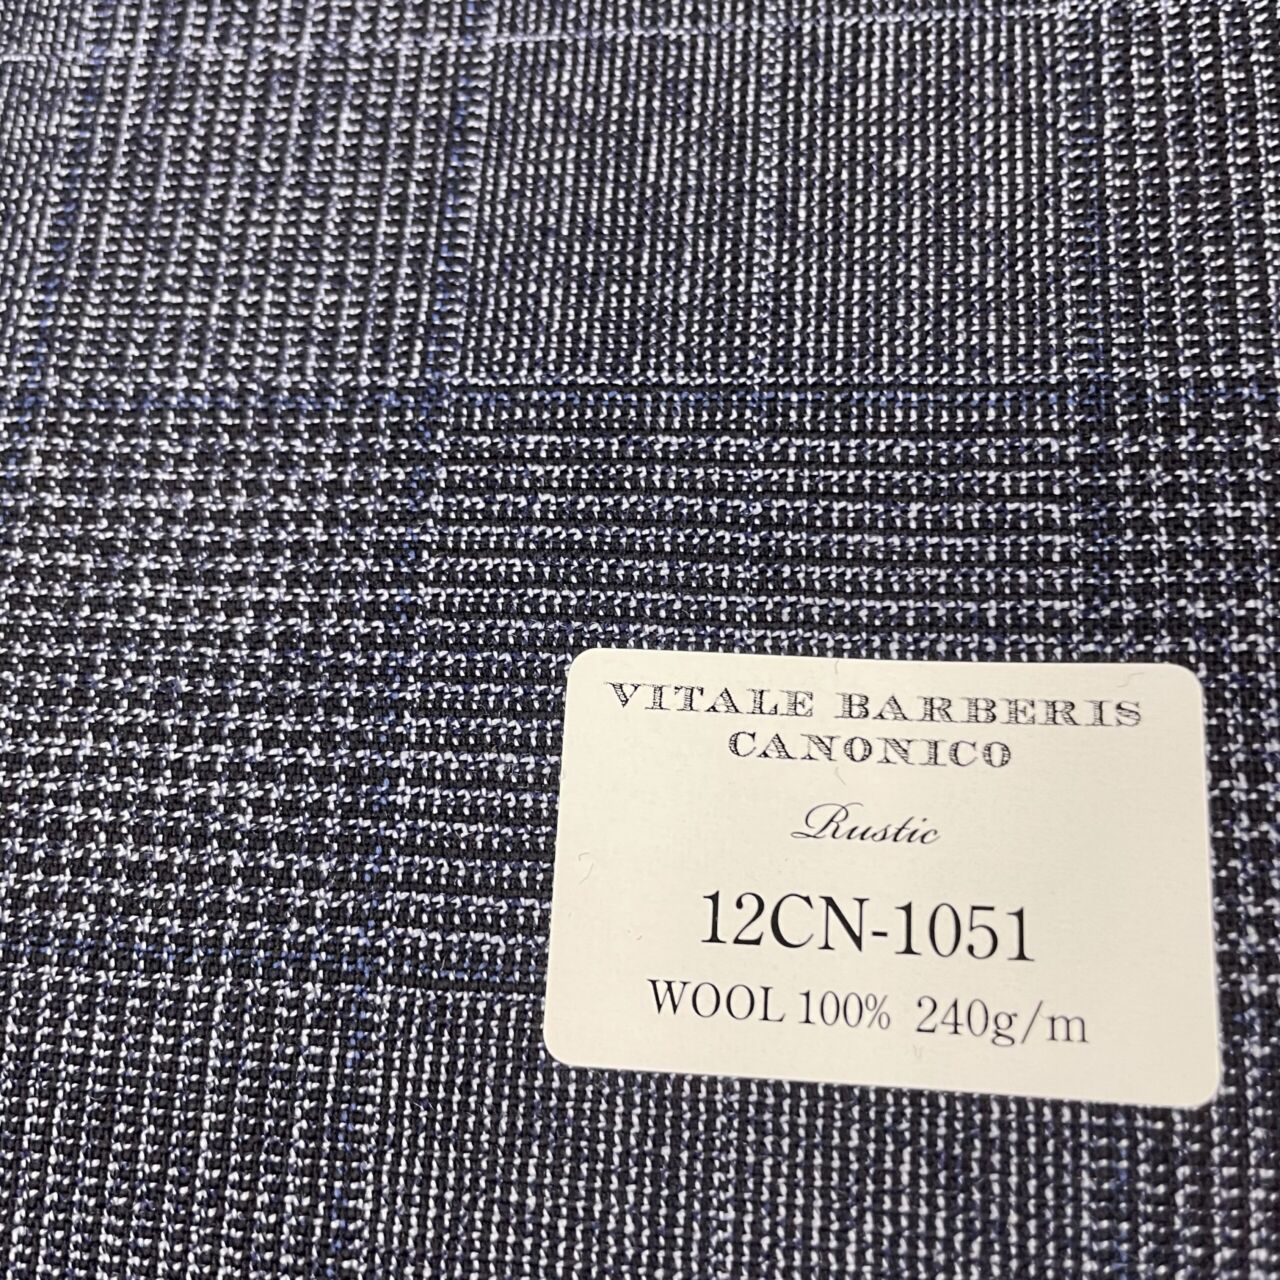 VITALE BARBERIS
CANONICO
Rustic
12CN-1051
WOOL 100% 240g/m